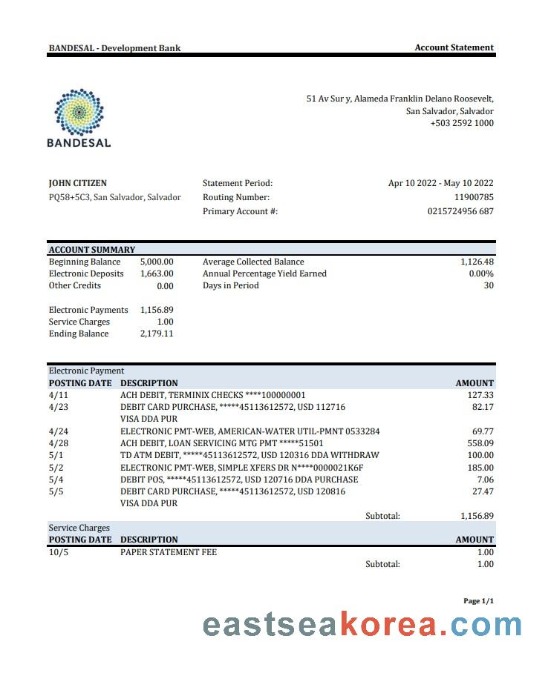 BANDESAL - Development Bank Account Statement
51 Av Sur y, Alameda Franklin Delano Roosevelt,
San Salvador, Salvador
+503 2592 1000
BANDESAL
JOHN CITIZEN Statement Period: Apr 10 2022 - May 10 2022
PQ58+5C3, San Salvador, Salvador Routing Number: 11900785
Primary Account #: 0215724956 687
ACCOUNT SUMMARY
Beginning Balance 5,000.00 Average Collected Balance 1,126.48
Electronic Deposits 1,663.00 Annual Percentage Yield Earned 0.00%
Other Credits 0.00 Days in Period 30
Electronic Payments 1,156.89
Service Charges 1.00
Ending Balance 2,179.11
Electronic Payment
POSTING DATE DESCRIPTION AMOUNT
4/11 ACH DEBIT, TERMINIX CHECKS ****100000001 127.33
4/23 DEBIT CARD PURCHASE, *****45113612572, USD 112716 82.17
VISA DDA PUR
4/24 ELECTRONIC PMT-WEB, AMERICAN-WATER UTIL-PMNT 0533284 69.77
4/28 ACH DEBIT, LOAN SERVICING MTG PMT *****51501 558.09
5/1 TD ATM DEBIT, *****45113612572, USD 120316 DDA WITHDRAW 100.00
5/2 ELECTRONIC PMT-WEB, SIMPLE XFERS DR N****0000021K6F 185.00
5/4 DEBIT POS, *****45113612572, USD 120716 DDA PURCHASE 7.06
5/5 DEBIT CARD PURCHASE, *****45113612572, USD 120816 27.47
VISA DDA PUR
Subtotal: 1,156.89
Service Charges
POSTING DATE DESCRIPTION AMOUNT
10/5 PAPER STATEMENT FEE 1.00
Subtotal: 1.00
Page 1/1
eastseakorea.com